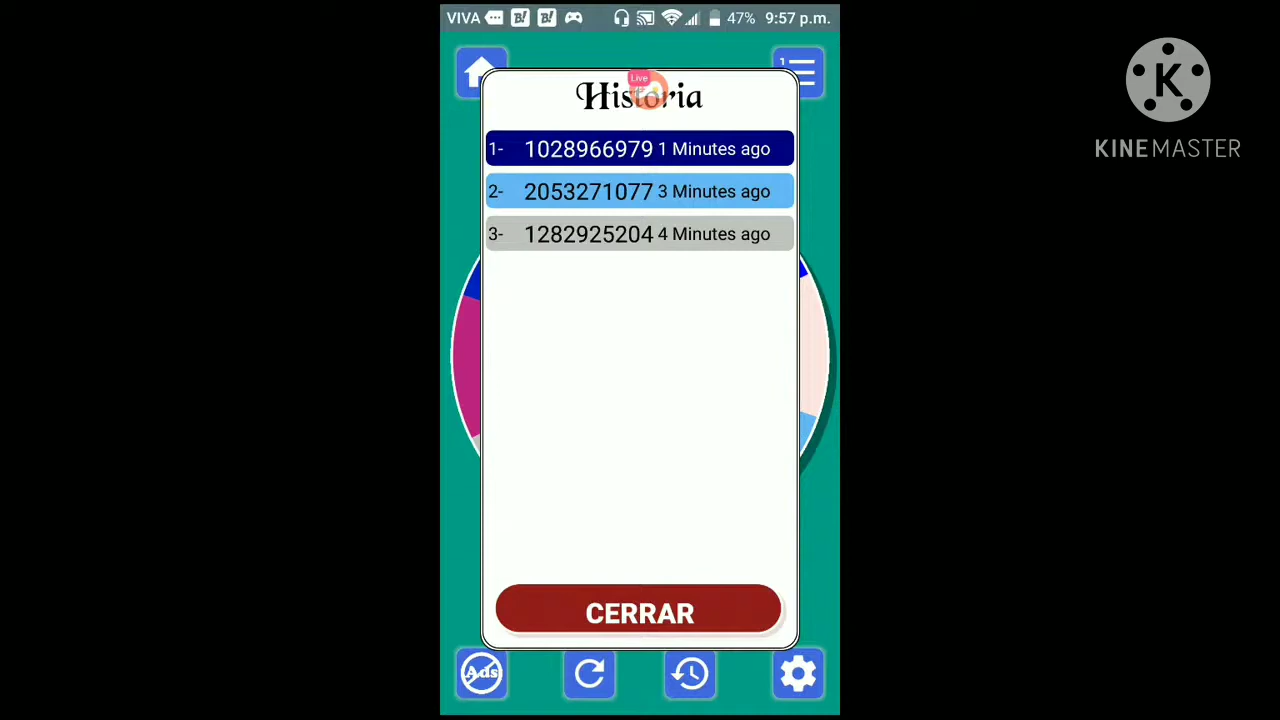 VIVA 47% 9:57 p.m.
Live
Historia
1- 1028966979 1 Minutes ago
2- 2053271077 3 Minutes ago
3- 1282925204 4 Minutes ago
CERRAR
Ads
K
KINEMASTER